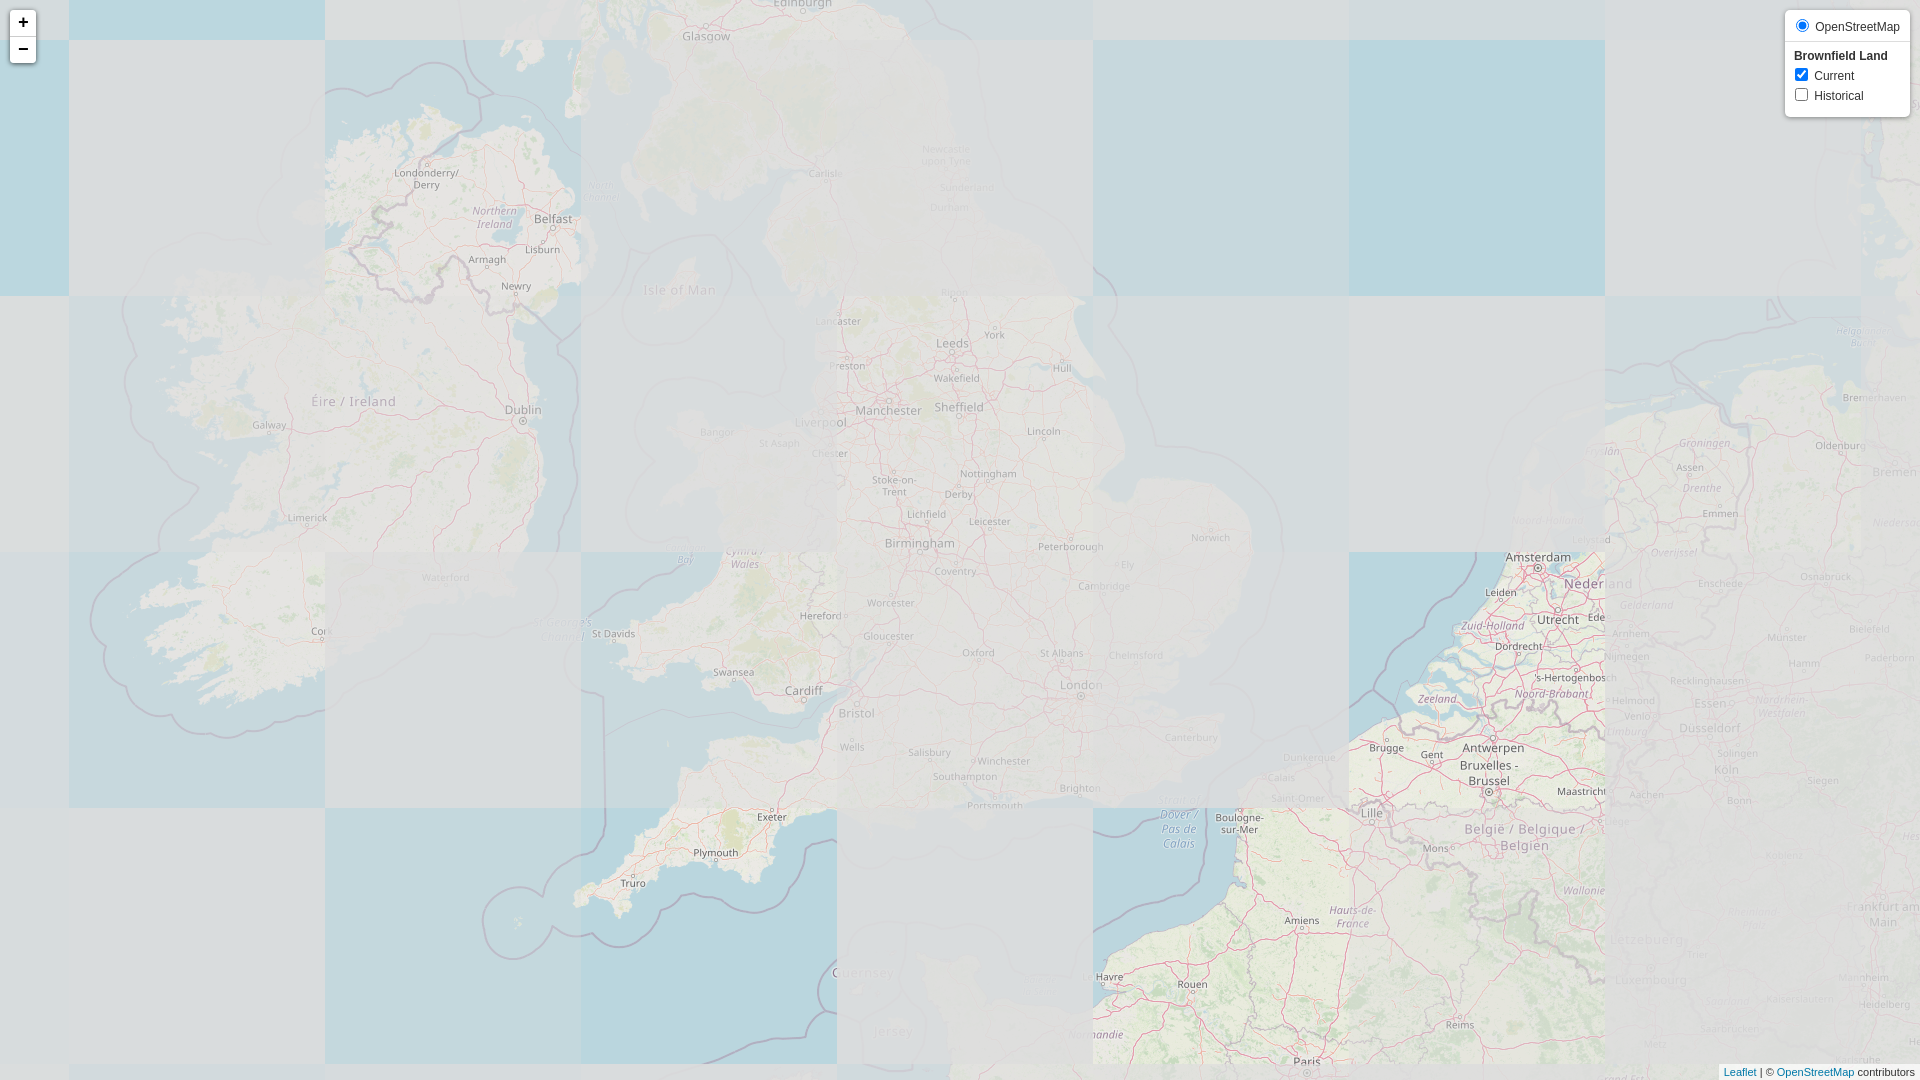 +
−
OpenStreetMap
Brownfield Land
Current
Historical
Edinburgh
Glasgow
Londonderry/
Derry
Northern
Ireland
Belfast
Lisburn
Armagh
Newry
Newcastle
upon Tyne
Carlisle
Sunderland
Durham
Isle of Man
Ripon
Lancaster
York
Leeds
Preston
Hull
Wakefield
Éire / Ireland
Dublin
Manchester
Sheffield
Galway
Liverpool
Bangor
St Asaph
Lincoln
Chester
Nottingham
Stoke-on-
Trent
Derby
Limerick
Lichfield
Leicester
Birmingham
Peterborough
Norwich
Bay
Cymru /
Wales
Ely
Coventry
Waterford
Cambridge
Worcester
Hereford
St Davids
Gloucester
Oxford
St Albans
Chelmsford
Swansea
London
Cardiff
Bristol
Wells
Salisbury
Winchester
Canterbury
Southampton
Brighton
Portsmouth
Dunkerque
Calais
Saint-Omer
Exeter
Plymouth
Truro
Dover /
Pas de
Calais
Boulogne-
sur-Mer
Lille
Groningen
Oldenburg
Bremen
Assen
Drenthe
Emmen
Amsterdam
Nederland
Overijssel
Enschede
Osnabrück
Leiden
Utrecht
Ede
Gelderland
Zuid-Holland
Arnhem
Münster
Bielefeld
Dordrecht
Nijmegen
Hamm
Paderborn
's-Hertogenbosch
Recklinghausen
Zeeland
Noord-Brabant
Helmond
Essen
Nordrhein-
Westfalen
Venlo
Limburg
Düsseldorf
Brugge
Gent
Antwerpen
Bruxelles -
Brussel
Solingen
Köln
Siegen
Maastricht
Aachen
Bonn
België / Belgique /
Belgien
Mons
Koblenz
Wallonie
Hauts-de-
France
Amiens
Frankfurt am
Main
Guernsey
Havre
Rouen
Luxembourg
Mannheim
Heidelberg
Jersey
Reims
Metz
Karlsruhe
Paris
Leaflet | © OpenStreetMap contributors